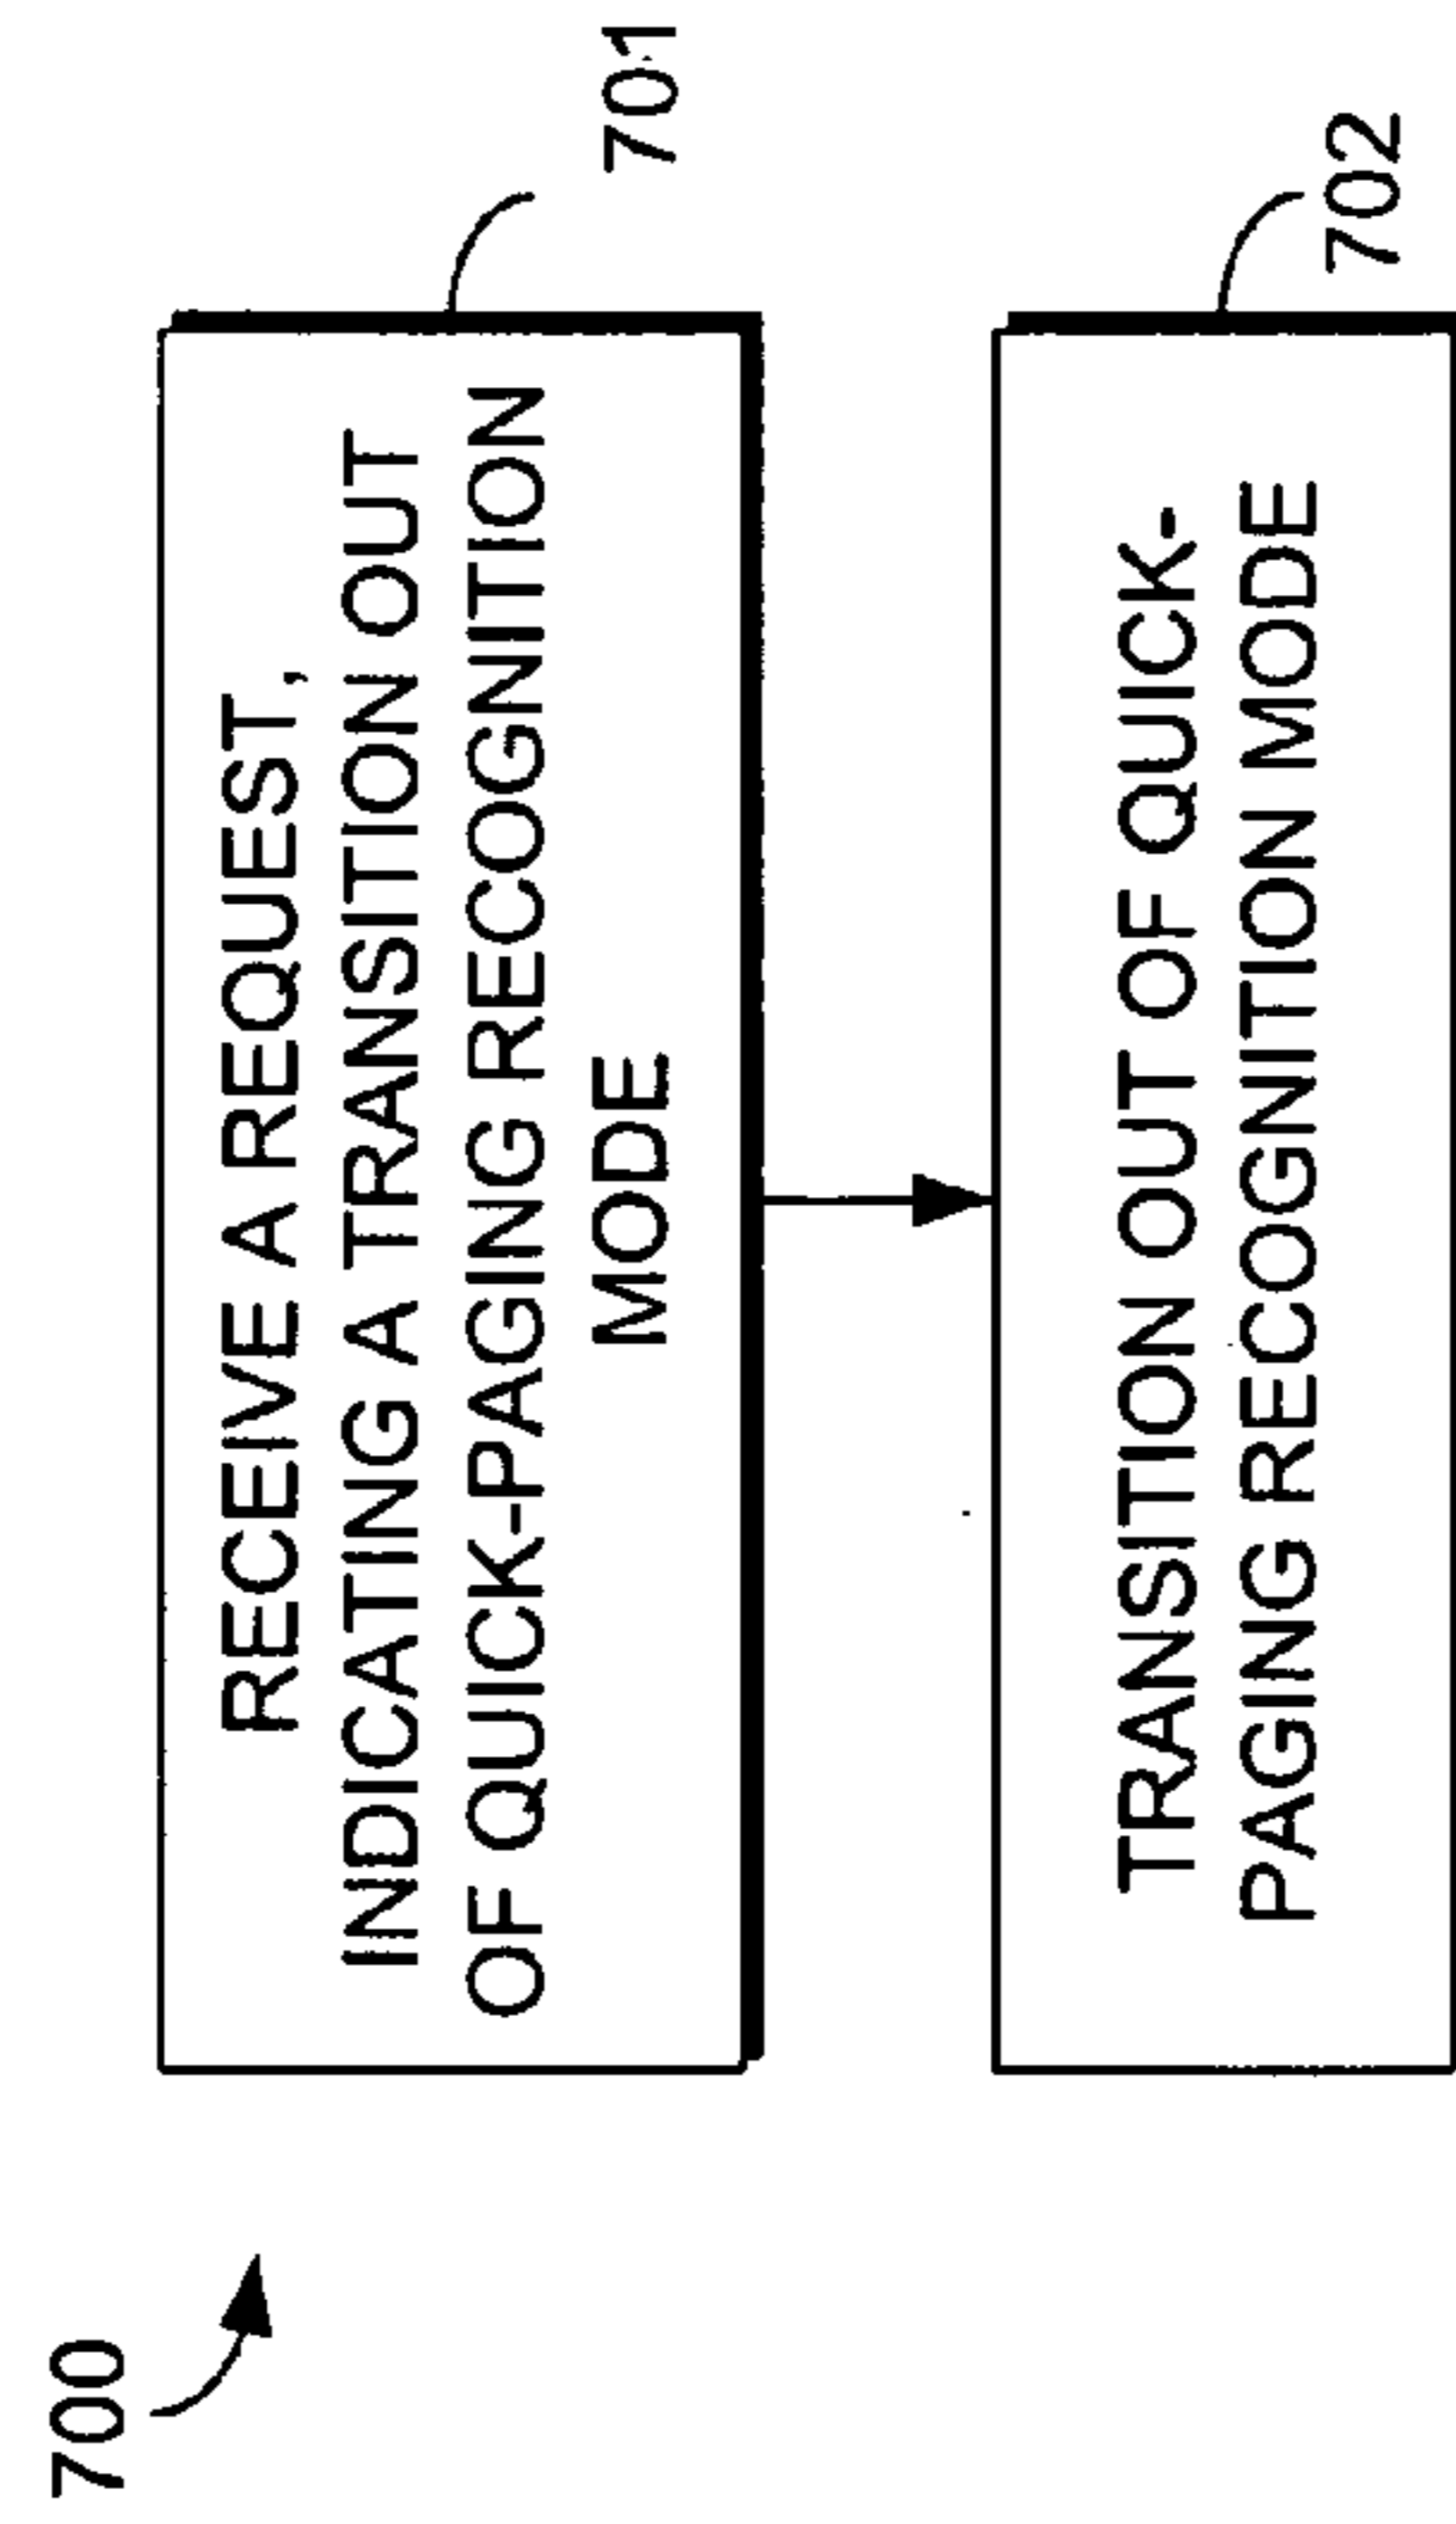 700
RECEIVE A REQUEST,
INDICATING A TRANSITION OUT
OF QUICK-PAGING RECOGNITION
MODE
701
TRANSITION OUT OF QUICK-
PAGING RECOGNITION MODE
702